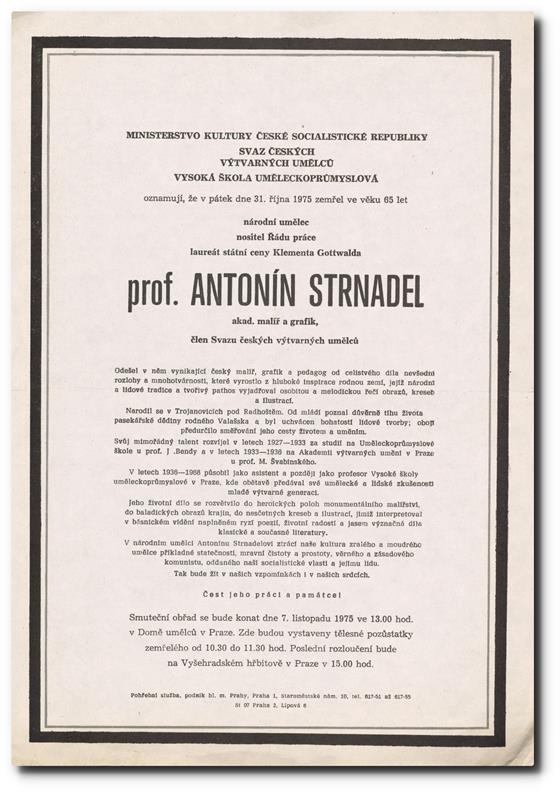 MINISTERSTVO KULTURY ČESKÉ SOCIALISTICKÉ REPUBLIKY
SVAZ ČESKÝCH
VÝTVARNÝCH UMĚLCŮ
VYSOKÁ ŠKOLA UMĚLECKOPRŮMYSLOVÁ
oznamují, že v pátek dne 31. října 1975 zemřel ve věku 65 let
národní umělec
nositel Řádu práce
laureát státní ceny Klementa Gottwalda
prof. ANTONÍN STRNADEL
akad. malíř a grafik,
člen Svazu českých výtvarných umělců
Odešel v něm vynikající český malíř, grafik a pedagog od celistvého díla nevšední
rozlohy a mnohotvárnosti, které vyrostlo z hluboké inspirace rodnou zemí, jejíž národní
a lidové tradice a tvořivý pathos vyjadřoval osobitou a melodickou řečí obrazů, kreseb
a ilustrací.
Narodil se v Trojanovicích pod Radhoštěm. Od mládí poznal důvěrně tíhu života
pasekářské dědiny rodného Valašska a byl uchvácen bohatostí lidové tvorby; obojí
předurčilo směřování jeho cesty životem a uměním.
Svůj mimořádný talent rozvíjel v letech 1927—1933 za studií na Uměleckoprůmyslové
škole u prof. J .Bendy a v letech 1933—1936 na Akademii výtvarných umění v Praze
u prof. M. Švabinského.
V letech 1936—1968 působil jako asistent a později jako profesor Vysoké školy
uměleckoprůmyslové v Praze, kde obětavě předával své umělecké a lidské zkušenosti
mladé výtvarné generaci.
Jeho životní dílo se rozvětvilo do heroických poloh monumentálního malířství,
do baladických obrazů krajin, do nesčetných kreseb a ilustrací, jimiž interpretoval
v básnickém vidění naplněném ryzí poezií, životní radostí a jasem význačná díla
klasické a současné literatury.
V národním umělci Antonínu Strnadelovi ztrácí naše kultura zralého a moudrého
umělce příkladné statečnosti, mravní čistoty a prostoty, věrného a zásadového
komunistu, oddaného naší socialistické vlasti a jejímu lidu.
Tak bude žít v našich vzpomínkách i v našich srdcích.
Čest jeho práci a památce!
Smuteční obřad se bude konat dne 7. listopadu 1975 ve 13.00 hod.
v Domě umělců v Praze. Zde budou vystaveny tělesné pozůstatky
zemřelého od 10.30 do 11.30 hod. Poslední rozloučení bude
na Vyšehradském hřbitově v Praze v 15.00 hod.
Pohřební služba, podnik hl. m. Prahy, Praha 1, Staroměstské nám. 10, tel. 617-51 až 617-55
St 07 Praha 2, Lípová 6